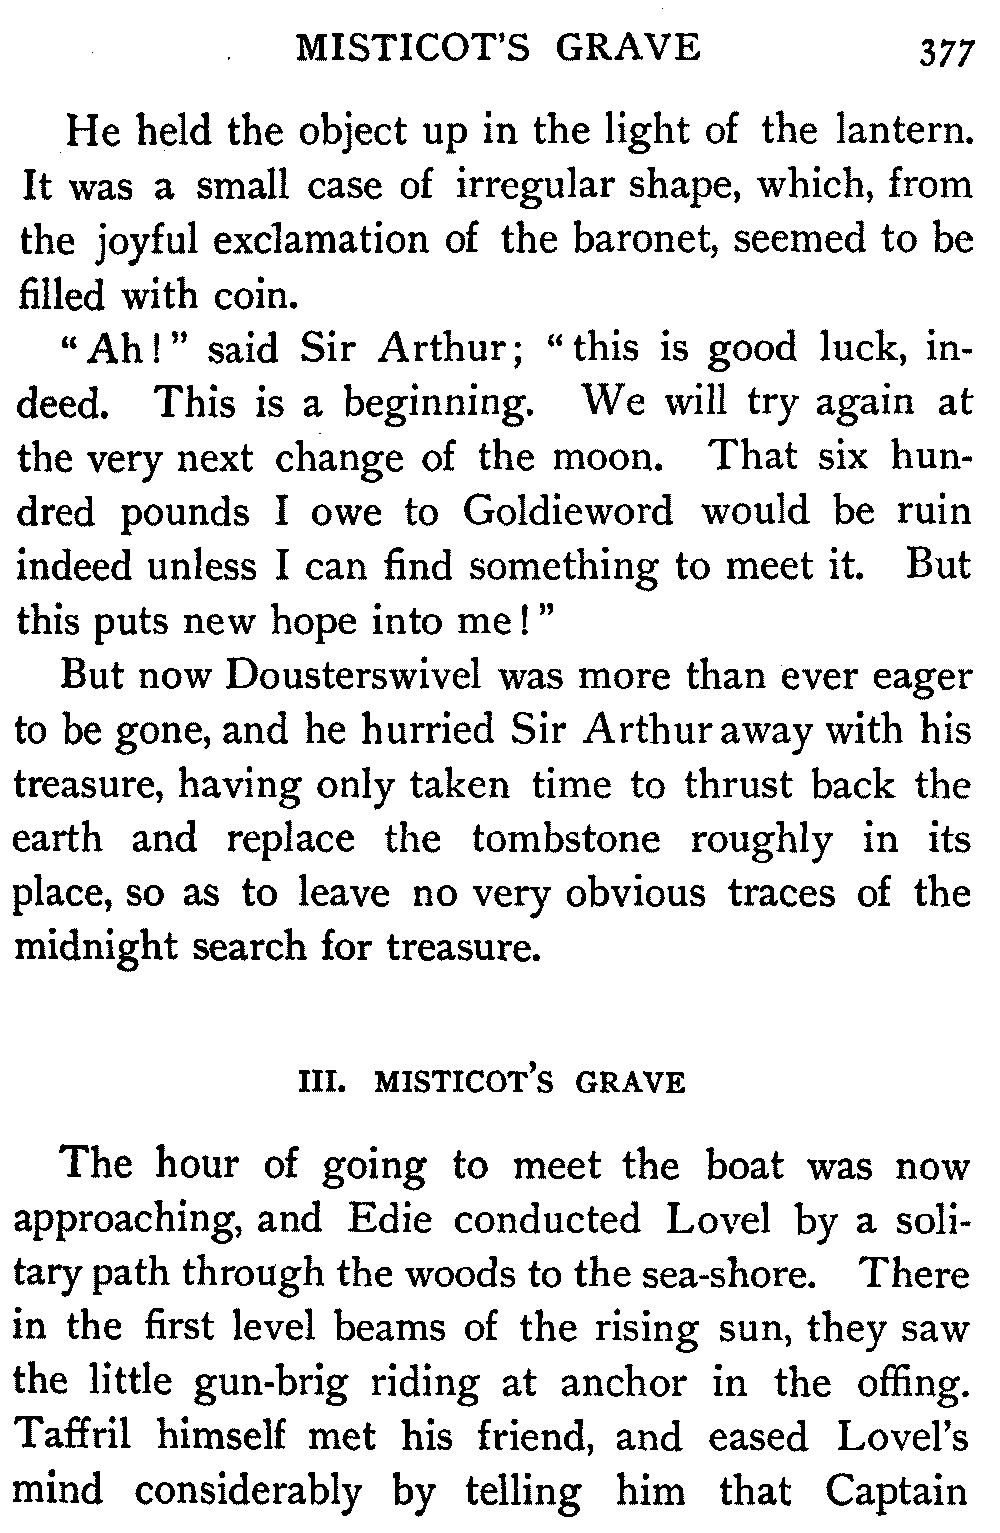 MISTICOT'S GRAVE 377
He held the object up in the light of the lantern.
It was a small case of irregular shape, which, from
the joyful exclamation of the baronet, seemed to be
filled with coin.
"Ah!" said Sir Arthur; "this is good luck, in-
deed. This is a beginning. We will try again at
the very next change of the moon. That six hun-
dred pounds I owe to Goldieword would be ruin
indeed unless I can find something to meet it. But
this puts new hope into me!"
But now Dousterswivel was more than ever eager
to be gone, and he hurried Sir Arthur away with his
treasure, having only taken time to thrust back the
earth and replace the tombstone roughly in its
place, so as to leave no very obvious traces of the
midnight search for treasure.
III. MISTICOT'S GRAVE
The hour of going to meet the boat was now
approaching, and Edie conducted Lovel by a soli-
tary path through the woods to the sea-shore. There
in the first level beams of the rising sun, they saw
the little gun-brig riding at anchor in the offing.
Taffril himself met his friend, and eased Lovel's
mind considerably by telling him that Captain